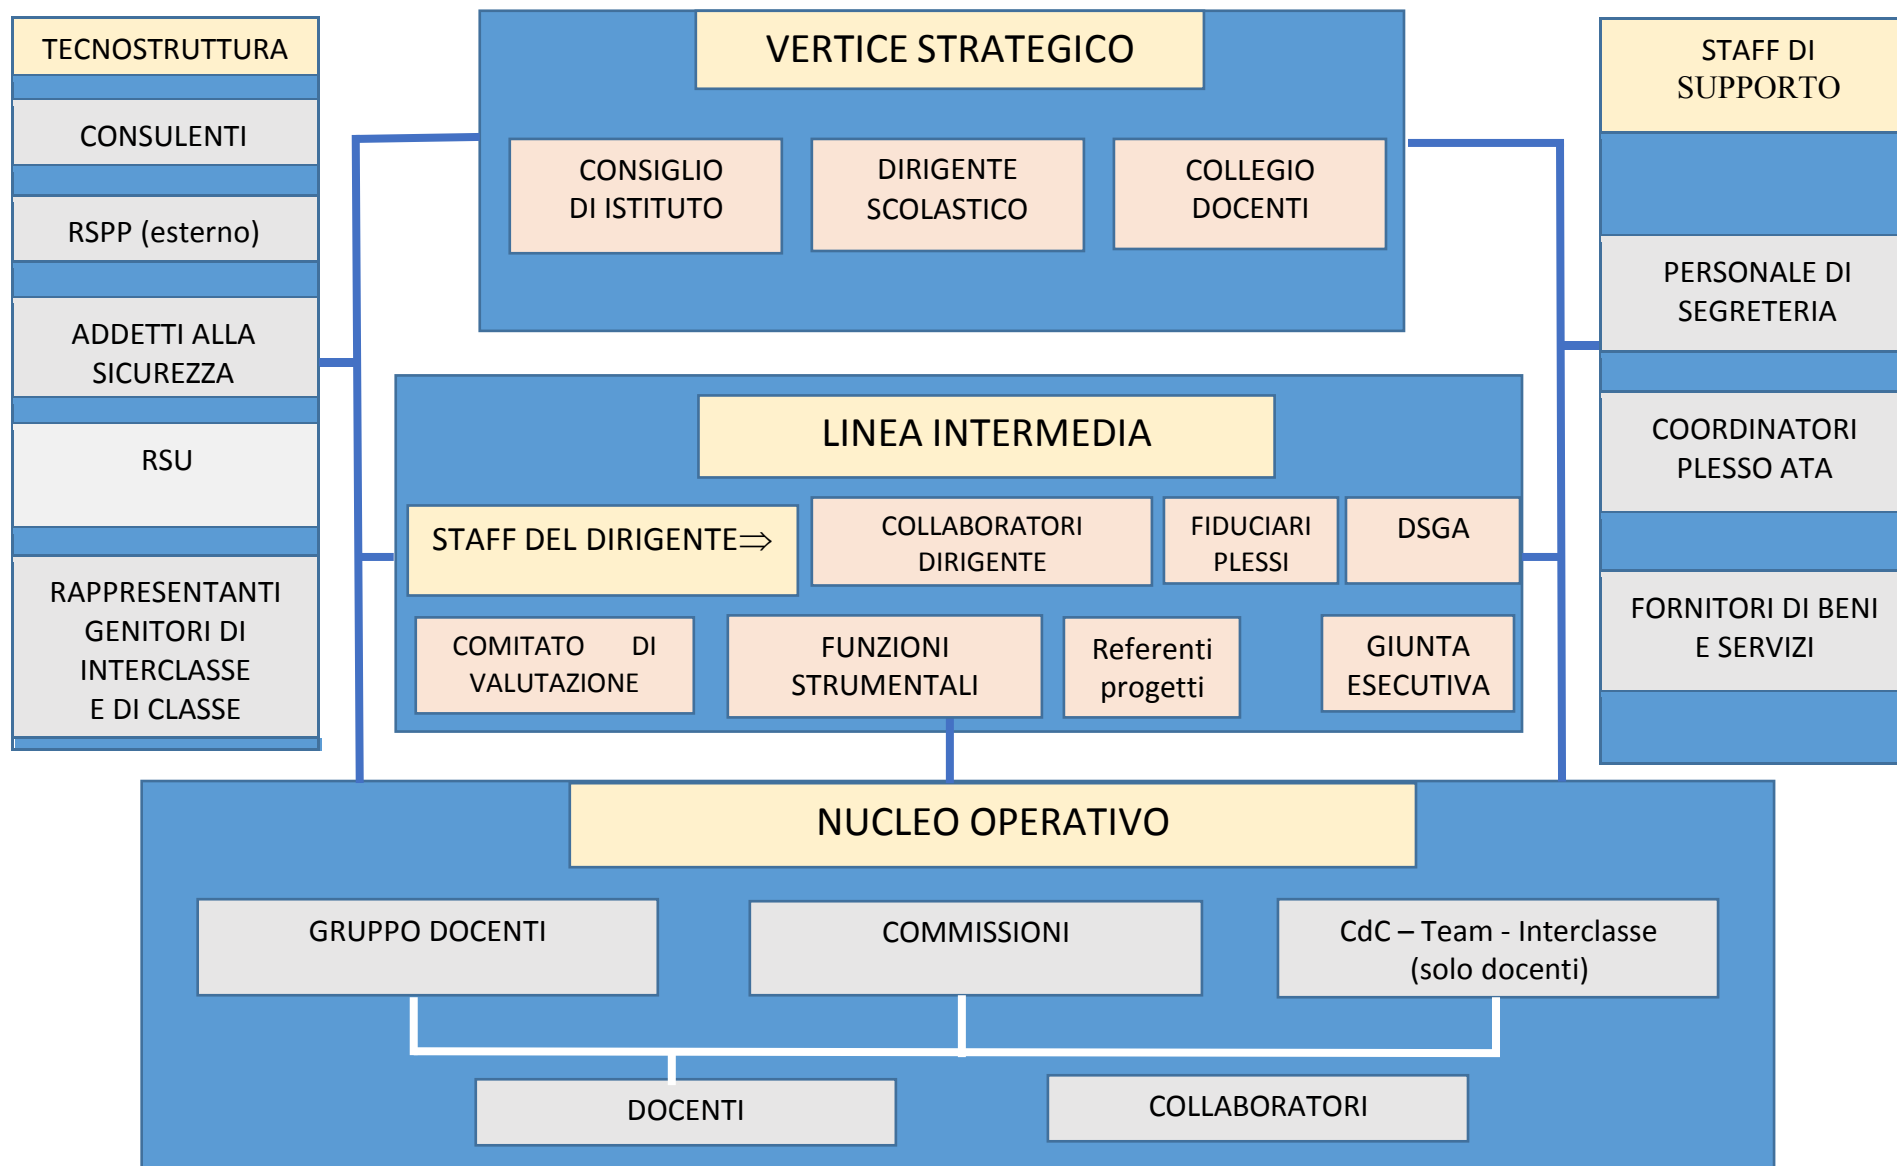 TECNOSTRUTTURA
CONSULENTI
RSPP (esterno)
ADDETTI ALLA
SICUREZZA
RSU
RAPPRESENTANTI
GENITORI DI
INTERCLASSE
E DI CLASSE
VERTICE STRATEGICO
CONSIGLIO
DI ISTITUTO
DIRIGENTE
SCOLASTICO
COLLEGIO
DOCENTI
LINEA INTERMEDIA
STAFF DEL DIRIGENTE⇒
COLLABORATORI
DIRIGENTE
FIDUCIARI
PLESSI
DSGA
COMITATO DI
VALUTAZIONE
FUNZIONI
STRUMENTALI
Referenti
progetti
GIUNTA
ESECUTIVA
STAFF DI
SUPPORTO
PERSONALE DI
SEGRETERIA
COORDINATORI
PLESSO ATA
FORNITORI DI BENI
E SERVIZI
NUCLEO OPERATIVO
GRUPPO DOCENTI
COMMISSIONI
CdC – Team - Interclasse
(solo docenti)
DOCENTI
COLLABORATORI